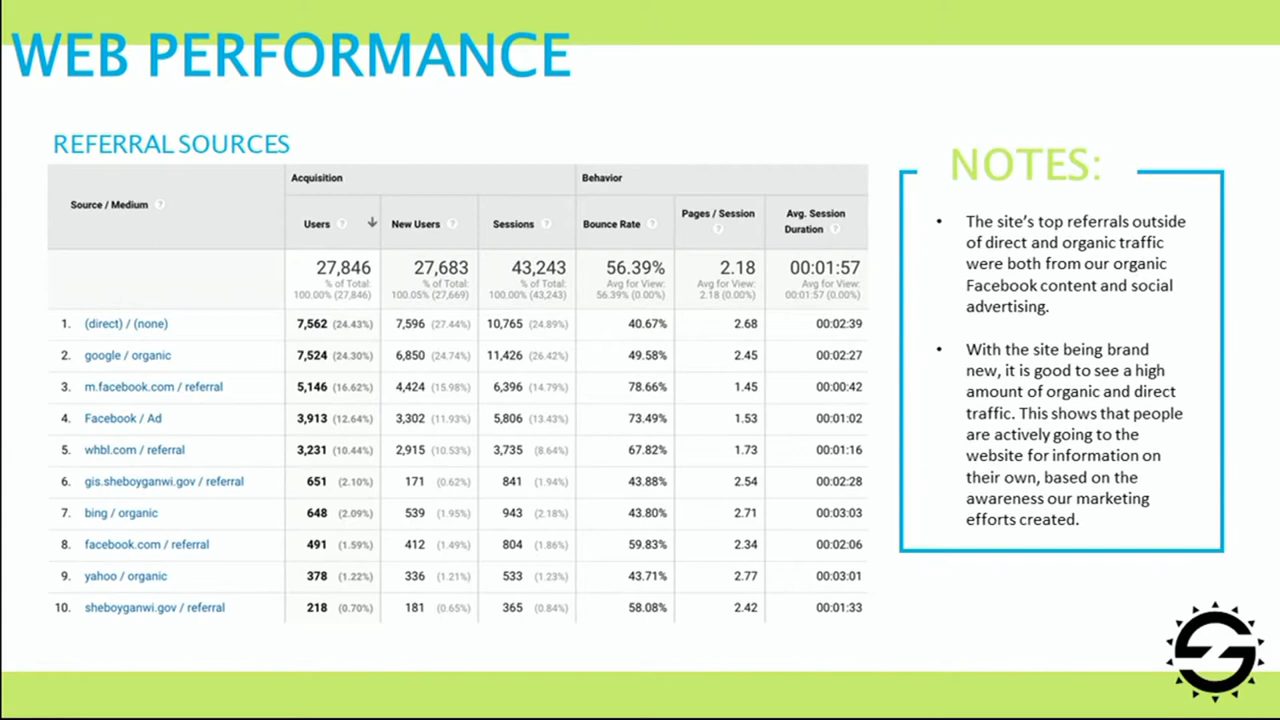 WEB PERFORMANCE
REFERRAL SOURCES
Source / Medium ?
Acquisition
Behavior
Users ? ↓ New Users ? Sessions ? Bounce Rate ? Pages / Session ? Avg. Session Duration ?
27,846 27,683 43,243 56.39% 2.18 00:01:57
% of Total: % of Total: % of Total: Avg for View: Avg for View: Avg for View:
100.00% (27,846) 100.05% (27,669) 100.00% (43,243) 56.39% (0.00%) 2.18 (0.00%) 00:01:57 (0.00%)
1. (direct) / (none) 7,562 (24.43%) 7,596 (27.44%) 10,765 (24.89%) 40.67% 2.68 00:02:39
2. google / organic 7,524 (24.30%) 6,850 (24.74%) 11,426 (26.42%) 49.58% 2.45 00:02:27
3. m.facebook.com / referral 5,146 (16.62%) 4,424 (15.98%) 6,396 (14.79%) 78.66% 1.45 00:00:42
4. Facebook / Ad 3,913 (12.64%) 3,302 (11.93%) 5,806 (13.43%) 73.49% 1.53 00:01:02
5. whbl.com / referral 3,231 (10.44%) 2,915 (10.53%) 3,735 (8.64%) 67.82% 1.73 00:01:16
6. gis.sheboyganwi.gov / referral 651 (2.10%) 171 (0.62%) 841 (1.94%) 43.88% 2.54 00:02:28
7. bing / organic 648 (2.09%) 539 (1.95%) 943 (2.18%) 43.80% 2.71 00:03:03
8. facebook.com / referral 491 (1.59%) 412 (1.49%) 804 (1.86%) 59.83% 2.34 00:02:06
9. yahoo / organic 378 (1.22%) 336 (1.21%) 533 (1.23%) 43.71% 2.77 00:03:01
10. sheboyganwi.gov / referral 218 (0.70%) 181 (0.65%) 365 (0.84%) 58.08% 2.42 00:01:33
NOTES:
• The site's top referrals outside
of direct and organic traffic
were both from our organic
Facebook content and social
advertising.
• With the site being brand
new, it is good to see a high
amount of organic and direct
traffic. This shows that people
are actively going to the
website for information on
their own, based on the
awareness our marketing
efforts created.